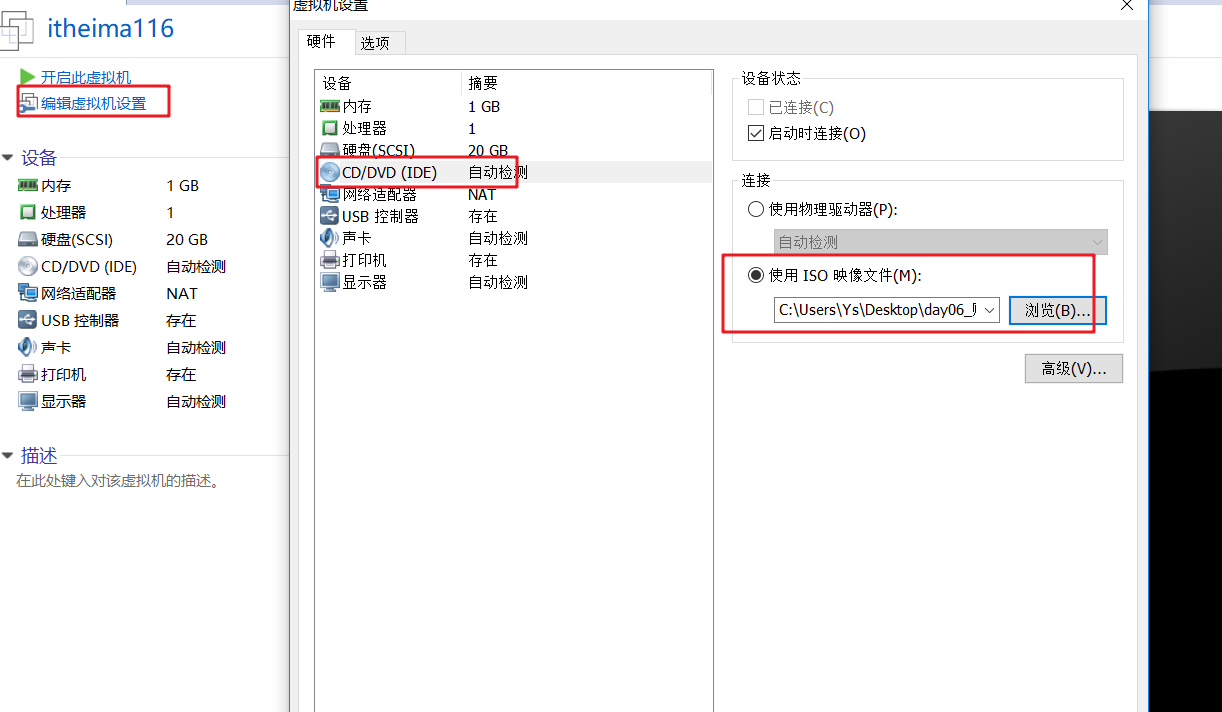 itheima116
开启此虚拟机
编辑虚拟机设置
设备
内存 1 GB
处理器 1
硬盘(SCSI) 20 GB
CD/DVD (IDE) 自动检测
网络适配器 NAT
USB 控制器 存在
声卡 自动检测
打印机 存在
显示器 自动检测
描述
在此处键入对该虚拟机的描述。
虚拟机设置
硬件 选项
设备 摘要
内存 1 GB
处理器 1
硬盘(SCSI) 20 GB
CD/DVD (IDE) 自动检测
网络适配器 NAT
USB 控制器 存在
声卡 自动检测
打印机 存在
显示器 自动检测
设备状态
已连接(C)
启动时连接(O)
连接
使用物理驱动器(P):
自动检测
使用 ISO 映像文件(M):
C:\Users\Ys\Desktop\day06_ 浏览(B)...
高级(V)...